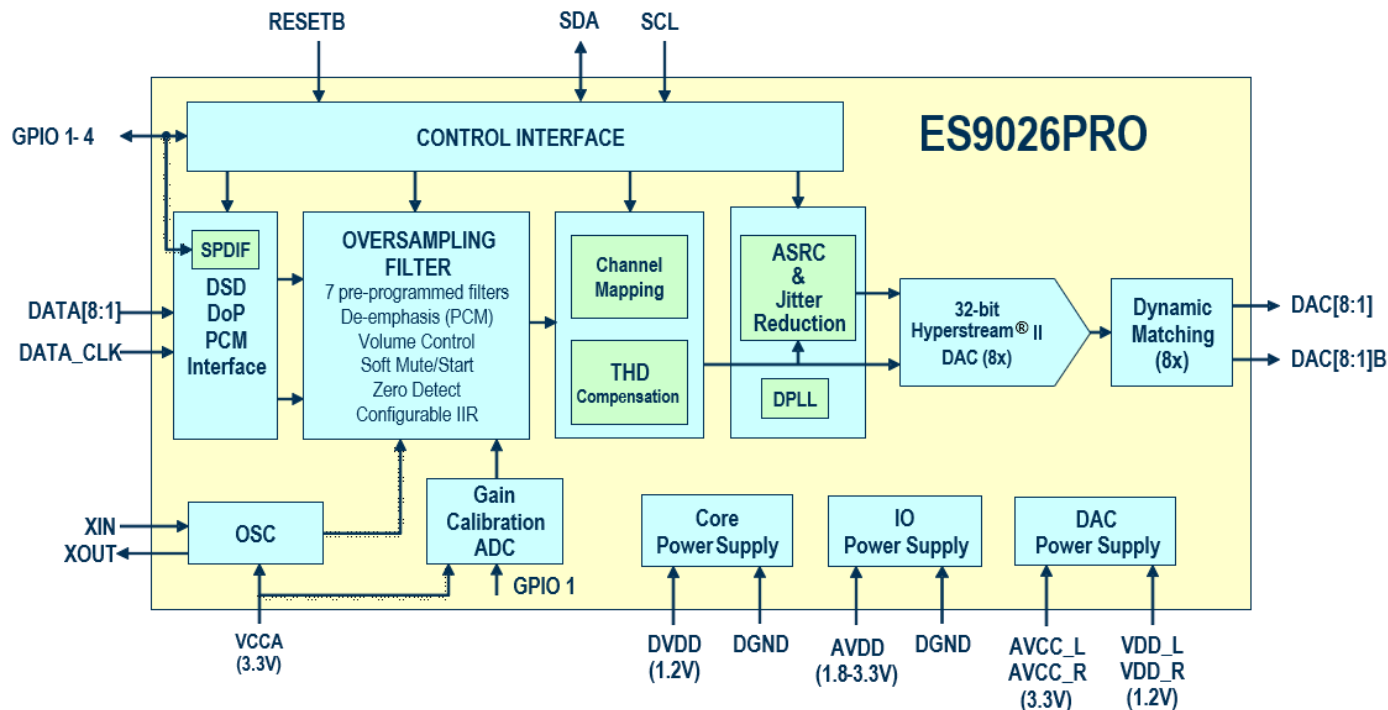 RESETB
SDA
SCL
GPIO 1- 4
CONTROL INTERFACE
ES9026PRO
SPDIF
DSD
DoP
PCM
Interface
DATA[8:1]
DATA_CLK
OVERSAMPLING
FILTER
7 pre-programmed filters
De-emphasis (PCM)
Volume Control
Soft Mute/Start
Zero Detect
Configurable IIR
Channel
Mapping
THD
Compensation
ASRC
&
Jitter
Reduction
DPLL
32-bit
Hyperstream® II
DAC (8x)
Dynamic
Matching
(8x)
DAC[8:1]
DAC[8:1]B
XIN
XOUT
OSC
Gain
Calibration
ADC
GPIO 1
Core
Power Supply
IO
Power Supply
DAC
Power Supply
VCCA
(3.3V)
DVDD
(1.2V)
DGND
AVDD
(1.8-3.3V)
DGND
AVCC_L
AVCC_R
(3.3V)
VDD_L
VDD_R
(1.2V)